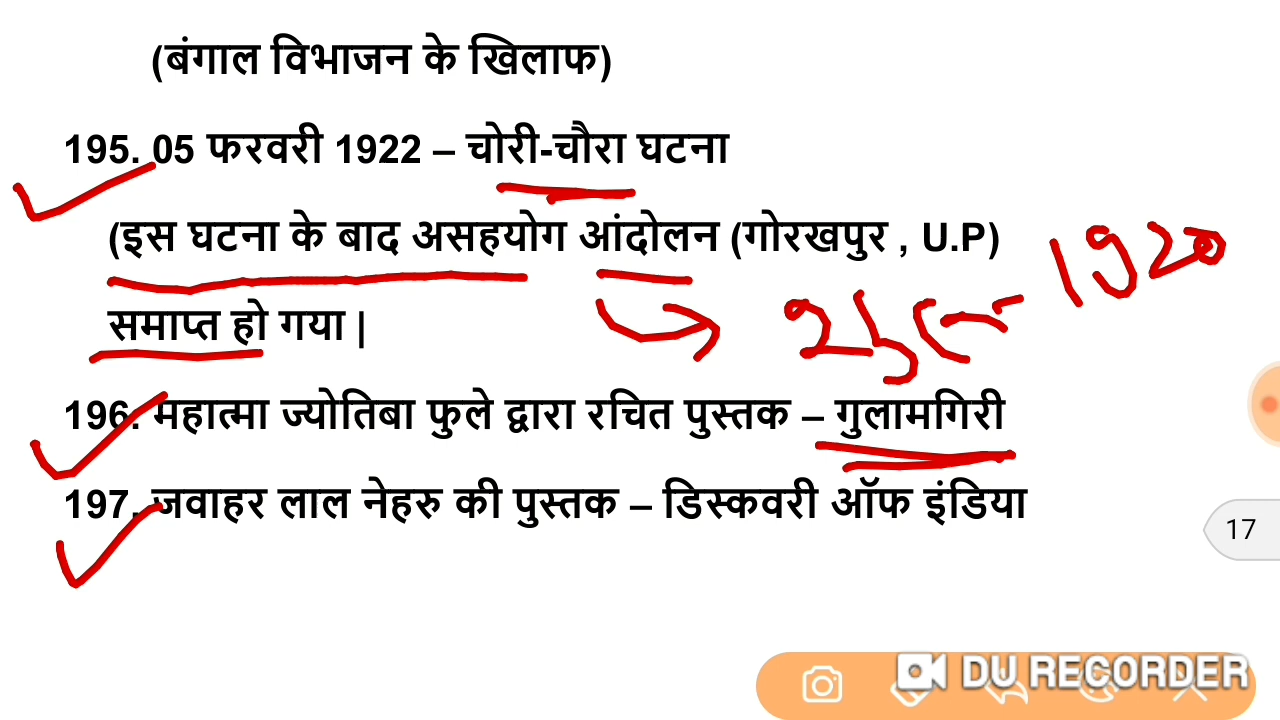 (बंगाल विभाजन के खिलाफ)
195. 05 फरवरी 1922 – चोरी-चौरा घटना
(इस घटना के बाद असहयोग आंदोलन (गोरखपुर , U.P)
1920
समाप्त हो गया |
196. महात्मा ज्योतिबा फुले द्वारा रचित पुस्तक – गुलामगिरी
197. जवाहर लाल नेहरु की पुस्तक – डिस्कवरी ऑफ इंडिया
17
DU RECORDER